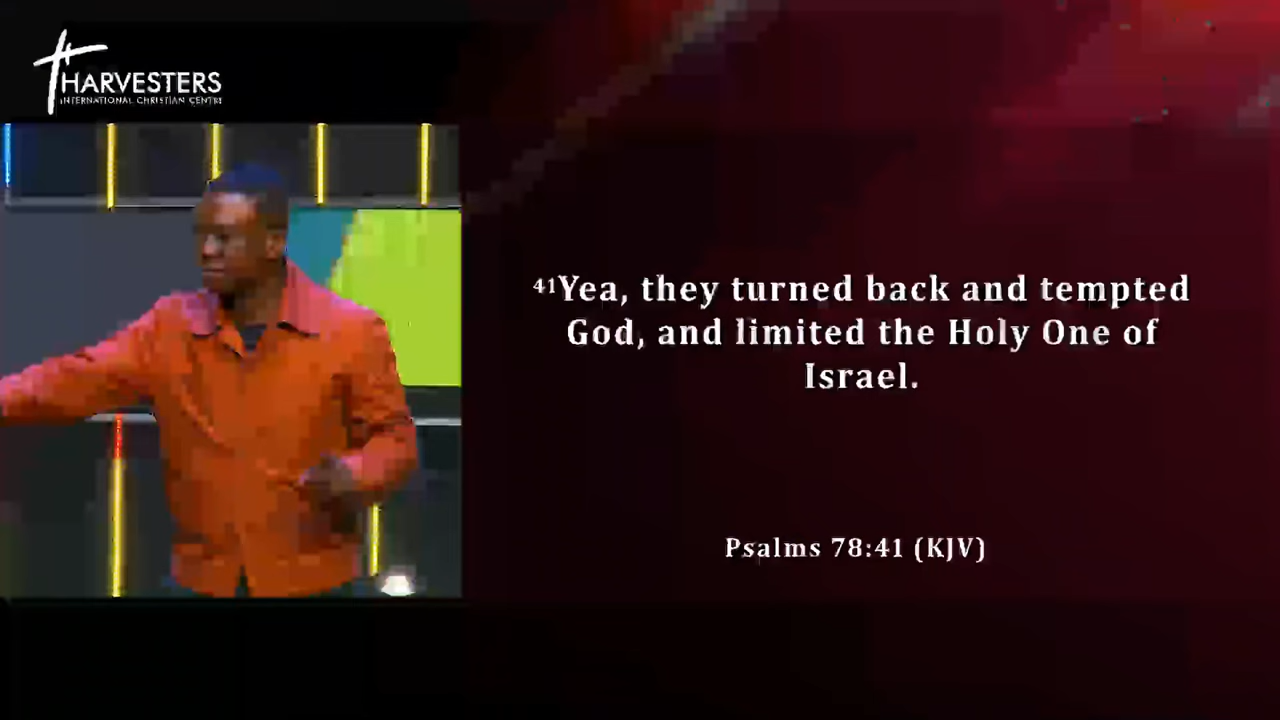 HARVESTERS
INTERNATIONAL CHRISTIAN CENTRE
41Yea, they turned back and tempted
God, and limited the Holy One of
Israel.
Psalms 78:41 (KJV)